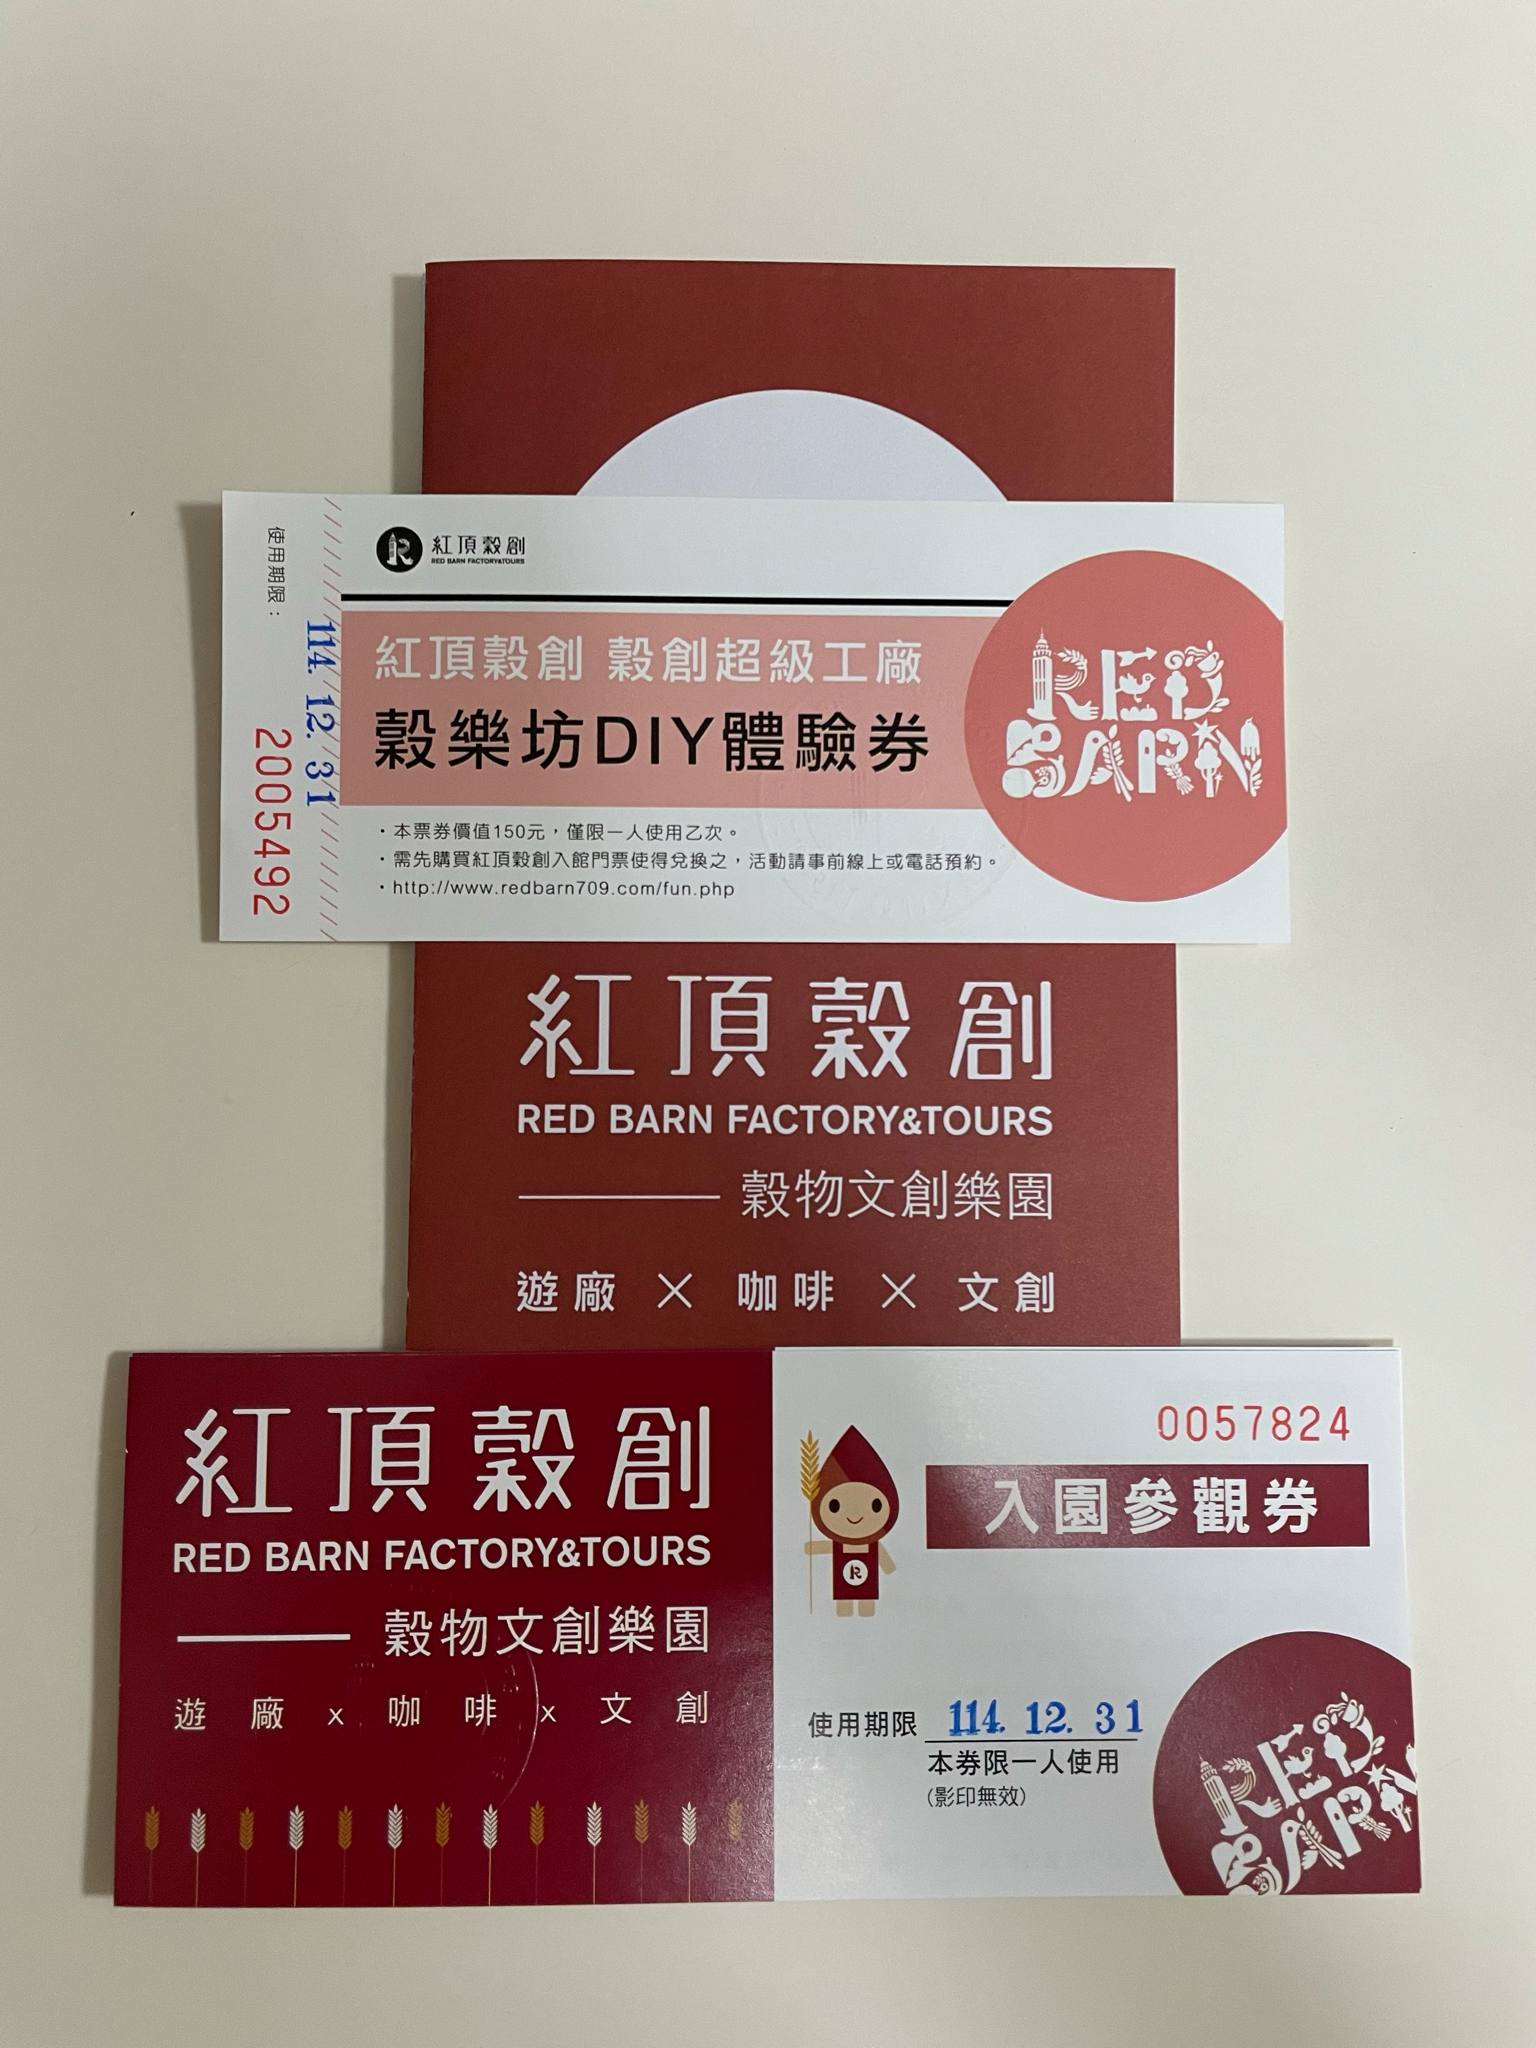 紅頂穀創
RED BARN FACTORY&TOURS
使用期限：
114. 12. 31
2005492
紅頂穀創 穀創超級工廠
穀樂坊DIY體驗券
RED
BARN
・本票券價值150元，僅限一人使用乙次。
・需先購買紅頂穀創入館門票使得兌換之，活動請事前線上或電話預約。
・http://www.redbarn709.com/fun.php
紅頂穀創
RED BARN FACTORY&TOURS
穀物文創樂園
遊廠 × 咖啡 × 文創
紅頂穀創
RED BARN FACTORY&TOURS
穀物文創樂園
遊廠 x 咖啡 x 文創
0057824
入園參觀券
R
使用期限 114. 12. 31
本券限一人使用
(影印無效)
RED
BARN